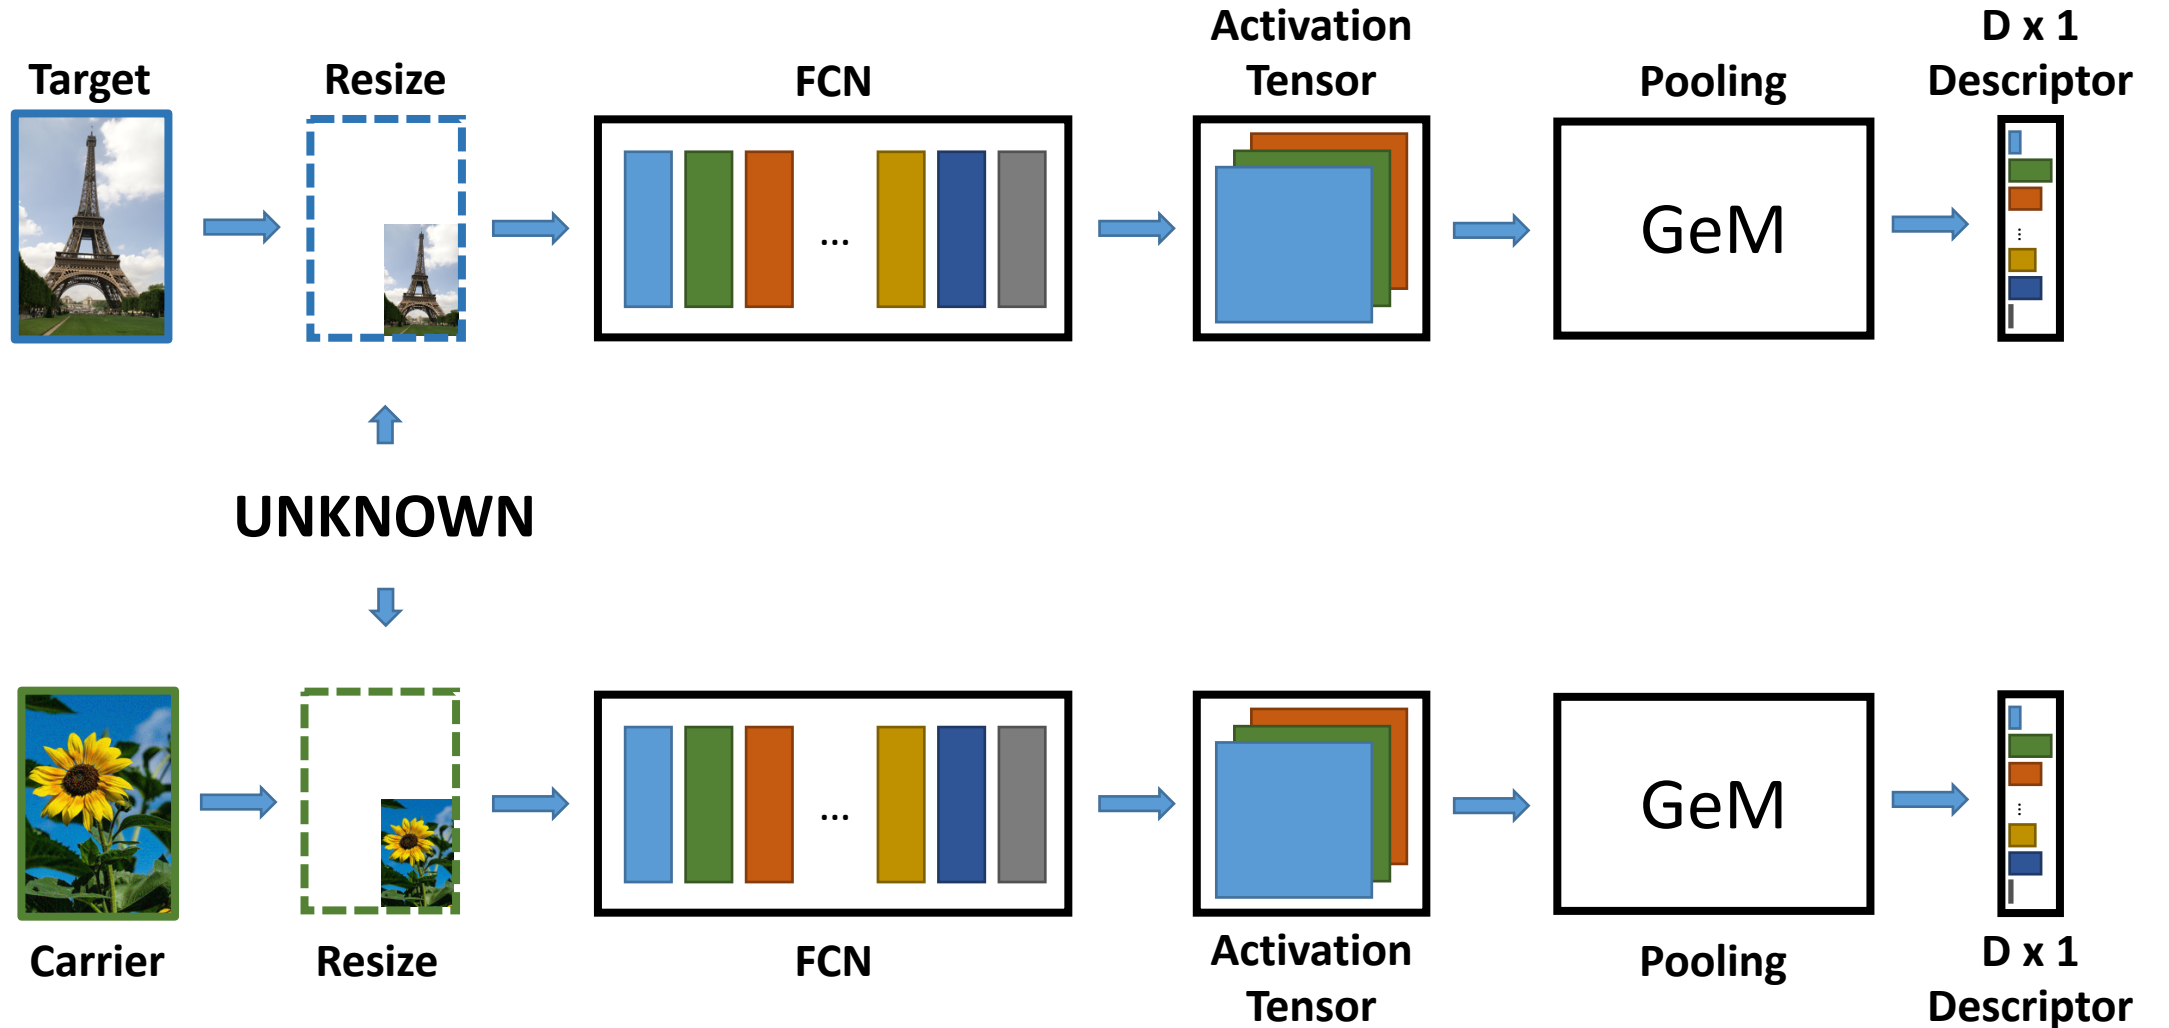 Target
Resize
FCN
Activation
Tensor
Pooling
D x 1
Descriptor
...
GeM
...
UNKNOWN
...
GeM
...
Carrier
Resize
FCN
Activation
Tensor
Pooling
D x 1
Descriptor